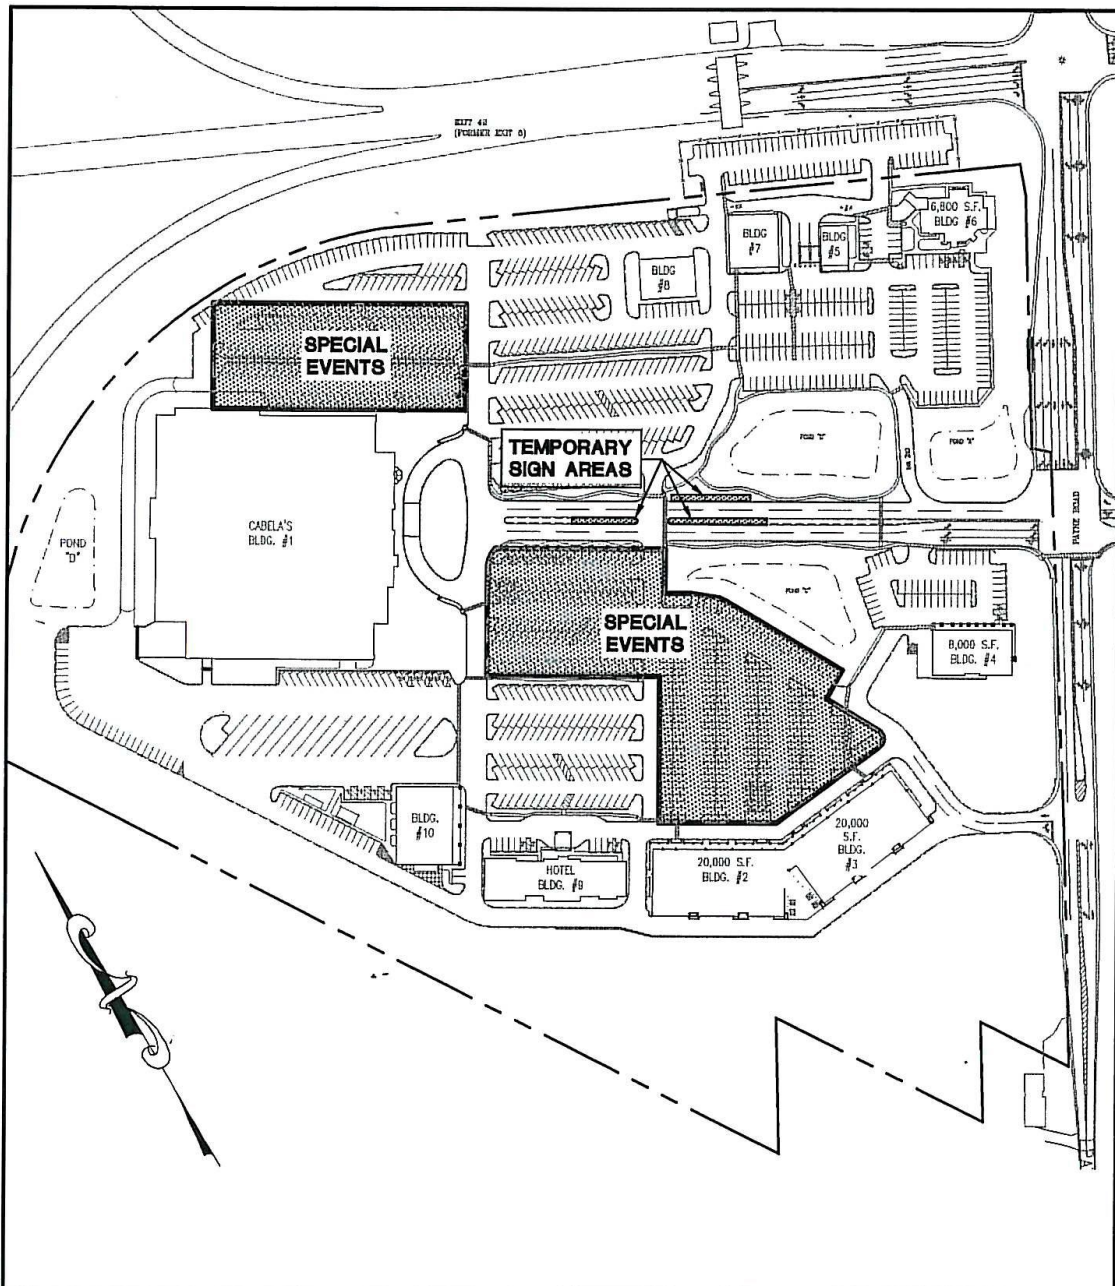 EXIT 42
(FORMER EXIT 6)
6,800 S.F.
BLDG #6
BLDG
#7
BLDG
#5
BLDG
#8
SPECIAL
EVENTS
TEMPORARY
SIGN AREAS
CABELA'S
BLDG. #1
POND
"D"
PAYNE ROAD
SPECIAL
EVENTS
8,000 S.F.
BLDG. #4
BLDG.
#10
HOTEL
BLDG. #9
20,000 S.F.
BLDG. #2
20,000
S.F.
BLDG.
#3